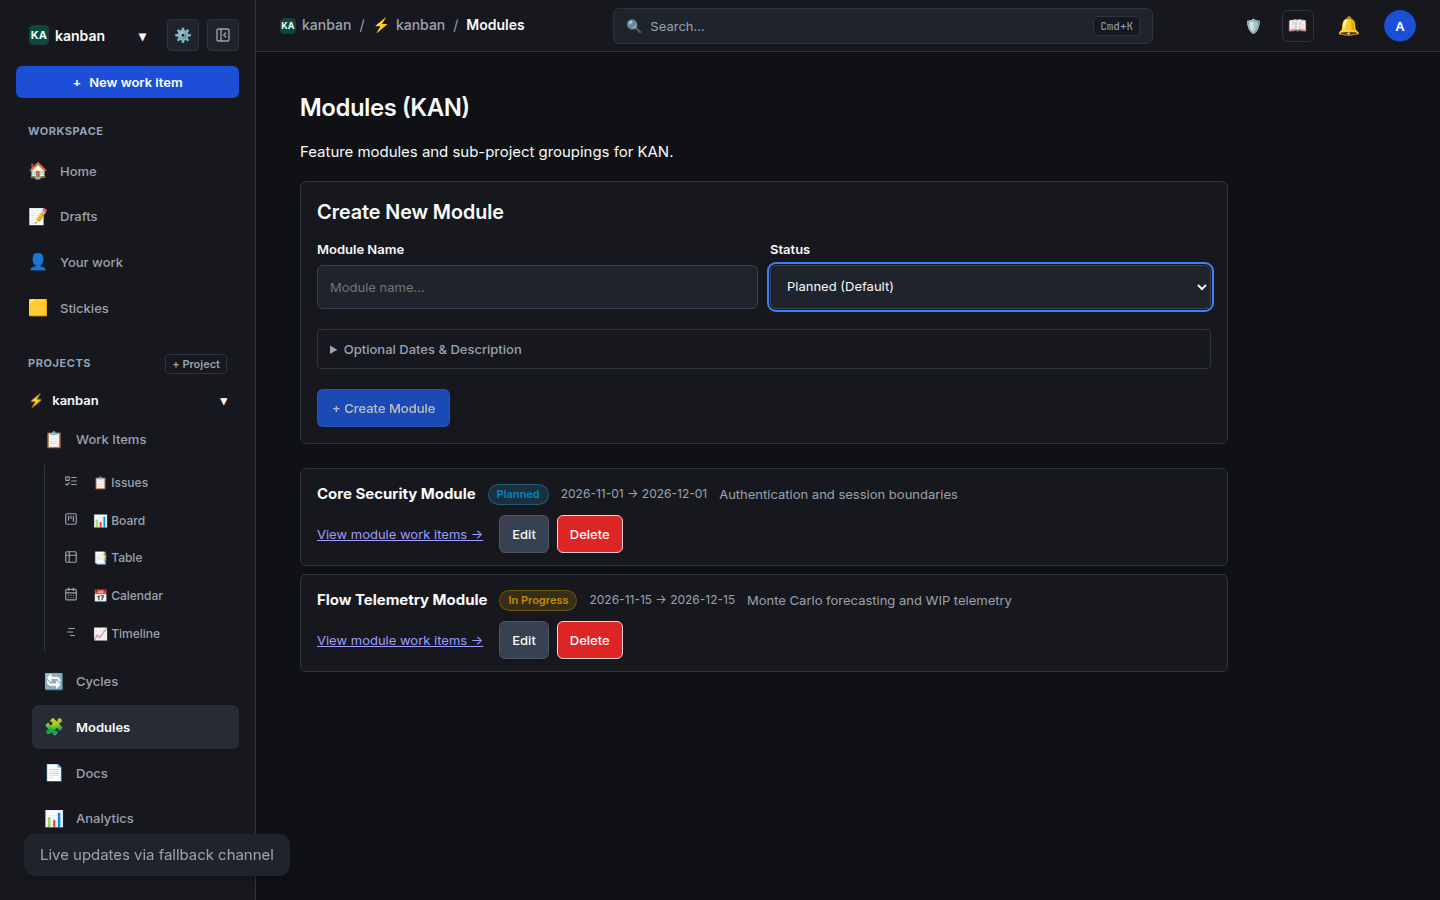 KA kanban ▼
+ New work item
WORKSPACE
Home
Drafts
Your work
Stickies
PROJECTS + Project
kanban ▼
Work Items
Issues
Board
Table
Calendar
Timeline
Cycles
Modules
Docs
Analytics
Live updates via fallback channel
KA kanban / kanban / Modules
Search... Cmd+K
A
Modules (KAN)
Feature modules and sub-project groupings for KAN.
Create New Module
Module Name Status
Module name... Planned (Default)
▶ Optional Dates & Description
+ Create Module
Core Security Module Planned 2026-11-01 → 2026-12-01 Authentication and session boundaries
View module work items → Edit Delete
Flow Telemetry Module In Progress 2026-11-15 → 2026-12-15 Monte Carlo forecasting and WIP telemetry
View module work items → Edit Delete